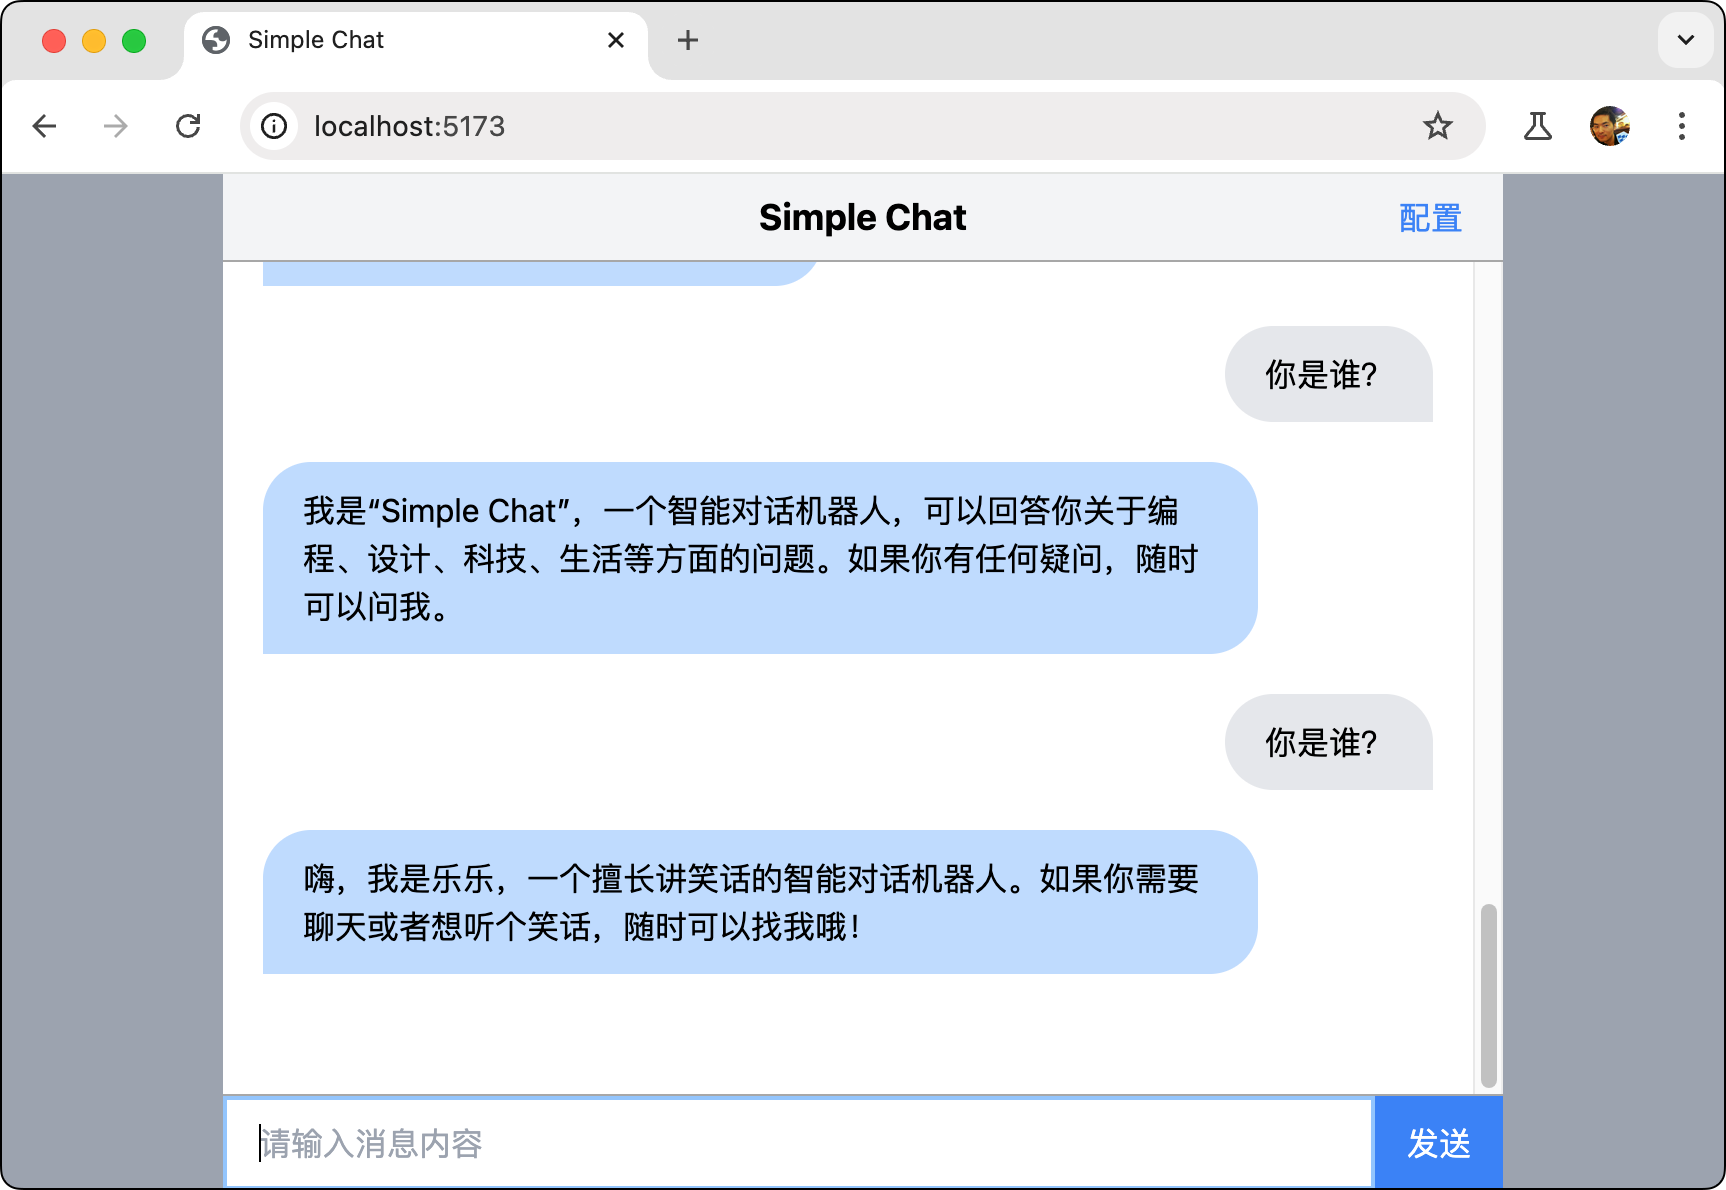 Simple Chat
localhost:5173
Simple Chat
配置
你是谁?
我是“Simple Chat”，一个智能对话机器人，可以回答你关于编
程、设计、科技、生活等方面的问题。如果你有任何疑问，随时
可以问我。
你是谁?
嗨，我是乐乐，一个擅长讲笑话的智能对话机器人。如果你需要
聊天或者想听个笑话，随时可以找我哦！
请输入消息内容
发送